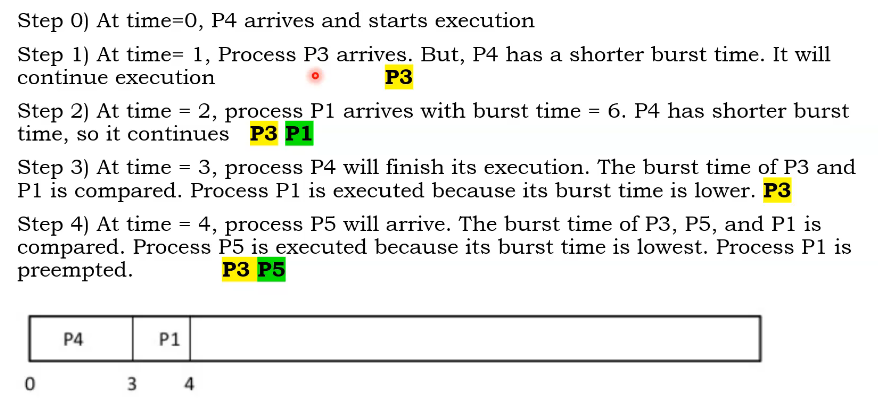 Step 0) At time=0, P4 arrives and starts execution
Step 1) At time= 1, Process P3 arrives. But, P4 has a shorter burst time. It will
continue execution P3
Step 2) At time = 2, process P1 arrives with burst time = 6. P4 has shorter burst
time, so it continues P3 P1
Step 3) At time = 3, process P4 will finish its execution. The burst time of P3 and
P1 is compared. Process P1 is executed because its burst time is lower. P3
Step 4) At time = 4, process P5 will arrive. The burst time of P3, P5, and P1 is
compared. Process P5 is executed because its burst time is lowest. Process P1 is
preempted. P3 P5
P4 P1
0 3 4